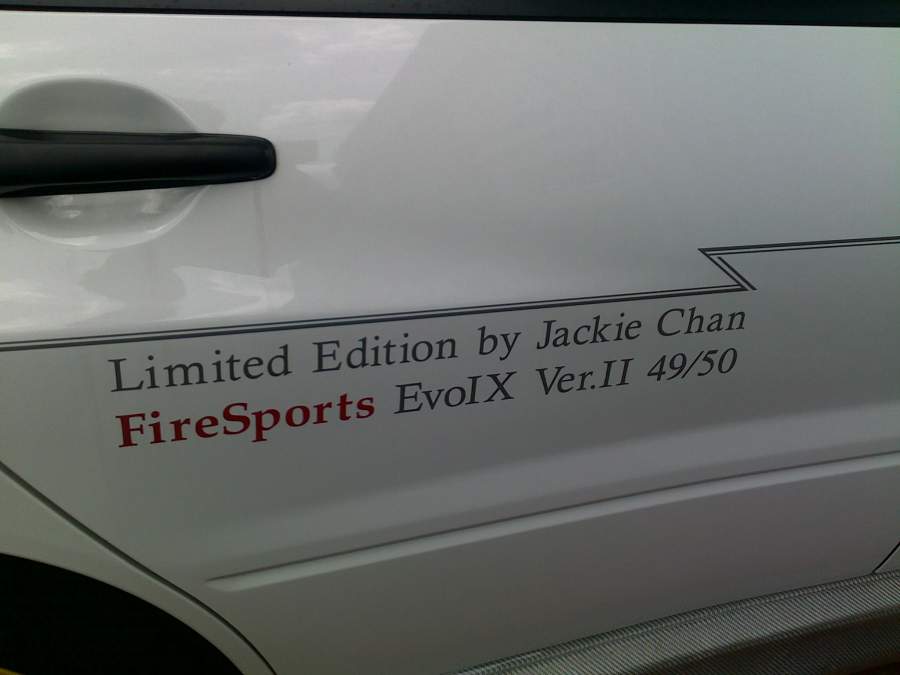 Limited Edition by Jackie Chan
FireSports EvoIX Ver.II 49/50